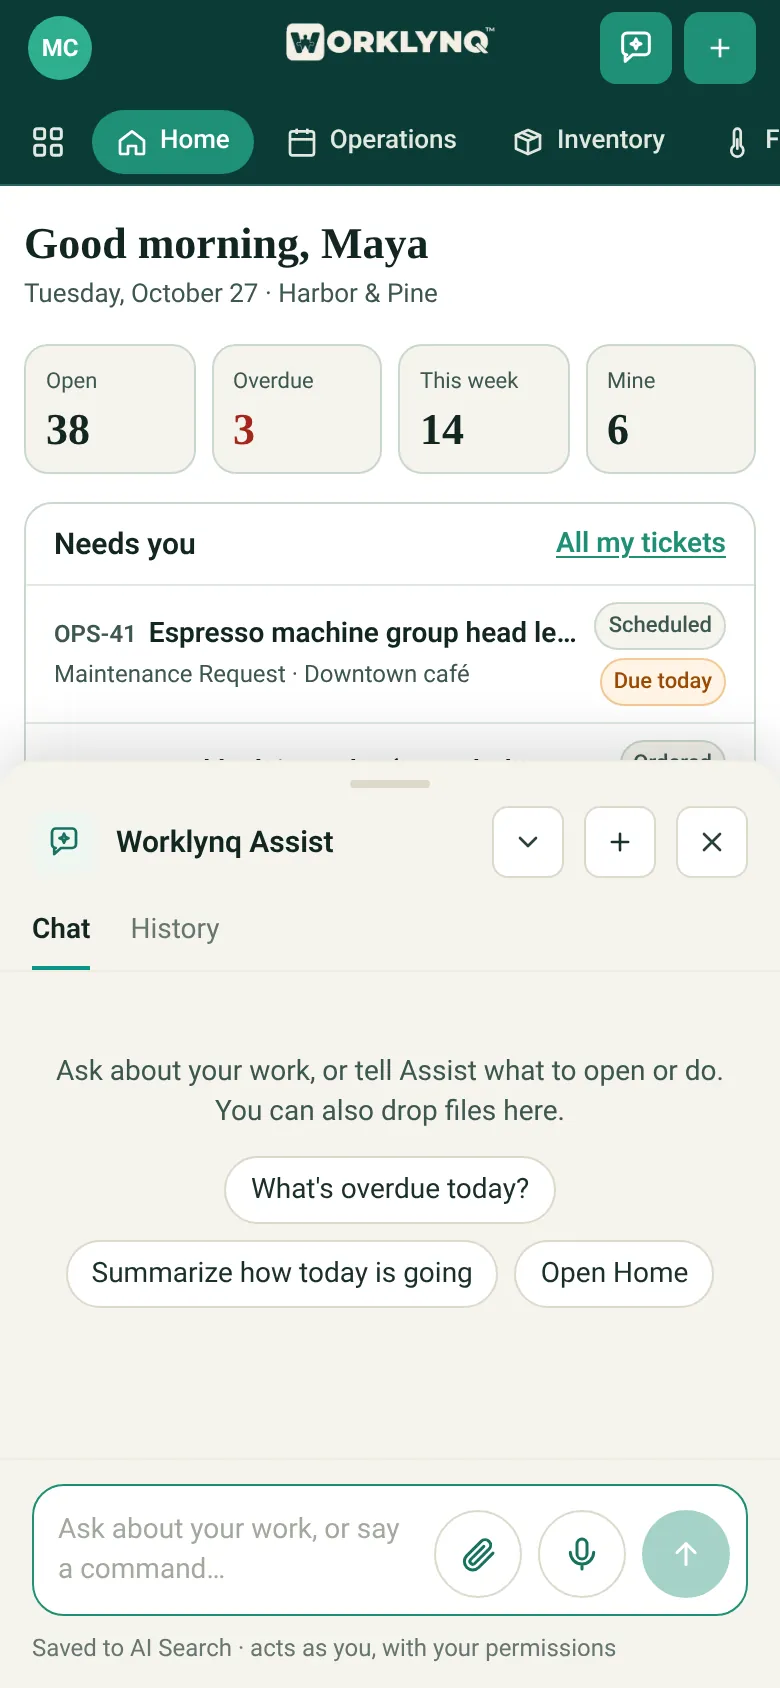 MC
WORKLYNQ™
Home
Operations
Inventory
F
Good morning, Maya
Tuesday, October 27 · Harbor & Pine
Open
Overdue
This week
Mine
38
3
14
6
Needs you
All my tickets
OPS-41 Espresso machine group head le…
Scheduled
Maintenance Request · Downtown café
Due today
Ordered
Worklynq Assist
Chat
History
Ask about your work, or tell Assist what to open or do.
You can also drop files here.
What's overdue today?
Summarize how today is going
Open Home
Ask about your work, or say
a command…
Saved to AI Search · acts as you, with your permissions